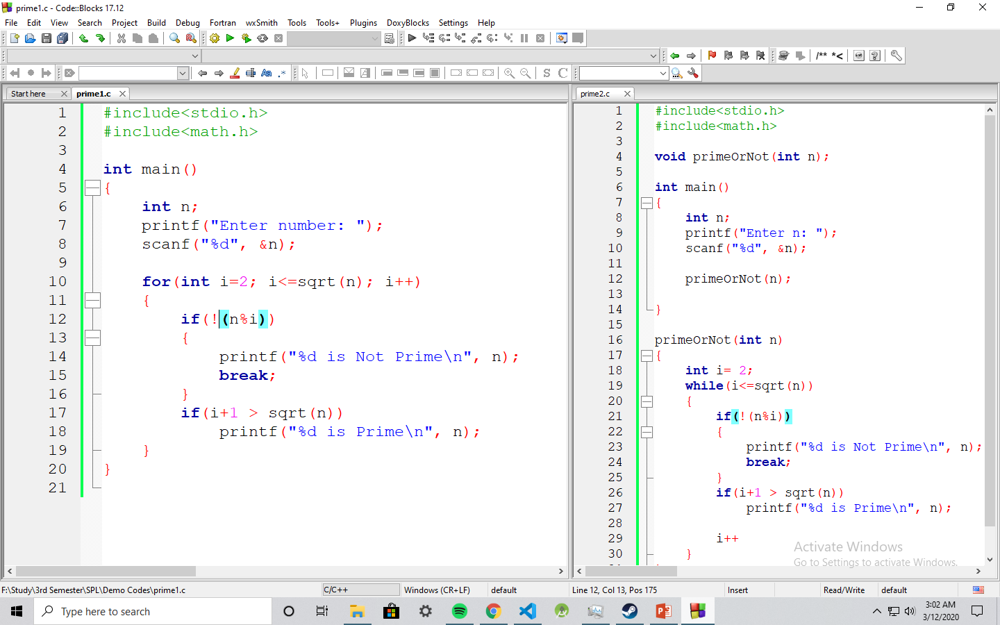 prime1.c - Code::Blocks 17.12
File Edit View Search Project Build Debug Fortran wxSmith Tools Tools+ Plugins DoxyBlocks Settings Help
/** *<
Aa .*
S C
Start here
prime1.c
1 #include<stdio.h>
2 #include<math.h>
3
4 int main()
5 {
6 int n;
7 printf("Enter number: ");
8 scanf("%d", &n);
9
10 for(int i=2; i<=sqrt(n); i++)
11 {
12 if(!(n%i))
13 {
14 printf("%d is Not Prime\n", n);
15 break;
16 }
17 if(i+1 > sqrt(n))
18 printf("%d is Prime\n", n);
19 }
20 }
21
prime2.c
1 #include<stdio.h>
2 #include<math.h>
3
4 void primeOrNot(int n);
5
6 int main()
7 {
8 int n;
9 printf("Enter n: ");
10 scanf("%d", &n);
11
12 primeOrNot(n);
13
14 }
15
16 primeOrNot(int n)
17 {
18 int i= 2;
19 while(i<=sqrt(n))
20 {
21 if(!(n%i))
22 {
23 printf("%d is Not Prime\n", n);
24 break;
25 }
26 if(i+1 > sqrt(n))
27 printf("%d is Prime\n", n);
28
29 i++
30 }
Activate Windows
Go to Settings to activate Windows.
F:\Study\3rd Semester\SPL\Demo Codes\prime1.c C/C++ Windows (CR+LF) default Line 12, Col 13, Pos 175 Insert Read/Write default
Type here to search
3:02 AM
3/12/2020